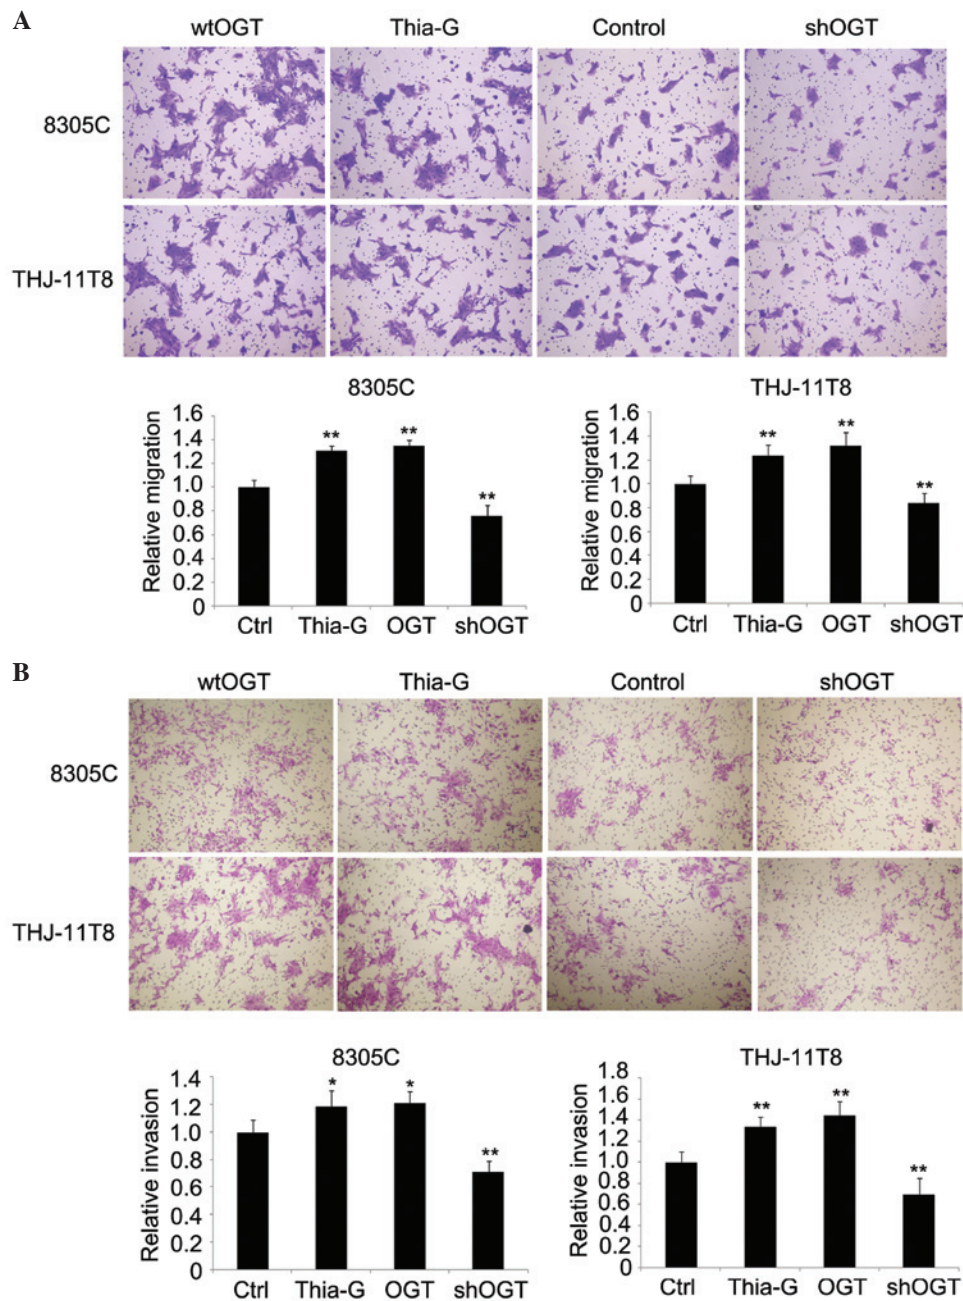 A
wtOGT Thia-G Control shOGT
8305C
THJ-11T8
8305C
Relative migration
1.6
1.4
1.2
1.0
0.8
0.6
0.4
0.2
0
** ** **
Ctrl Thia-G OGT shOGT
THJ-11T8
Relative migration
1.6
1.4
1.2
1.0
0.8
0.6
0.4
0.2
0
** ** **
Ctrl Thia-G OGT shOGT
B
wtOGT Thia-G Control shOGT
8305C
THJ-11T8
8305C
Relative invasion
1.4
1.2
1.0
0.8
0.6
0.4
0.2
0
* * **
Ctrl Thia-G OGT shOGT
THJ-11T8
Relative invasion
1.8
1.6
1.4
1.2
1.0
0.8
0.6
0.4
0.2
0
** ** **
Ctrl Thia-G OGT shOGT